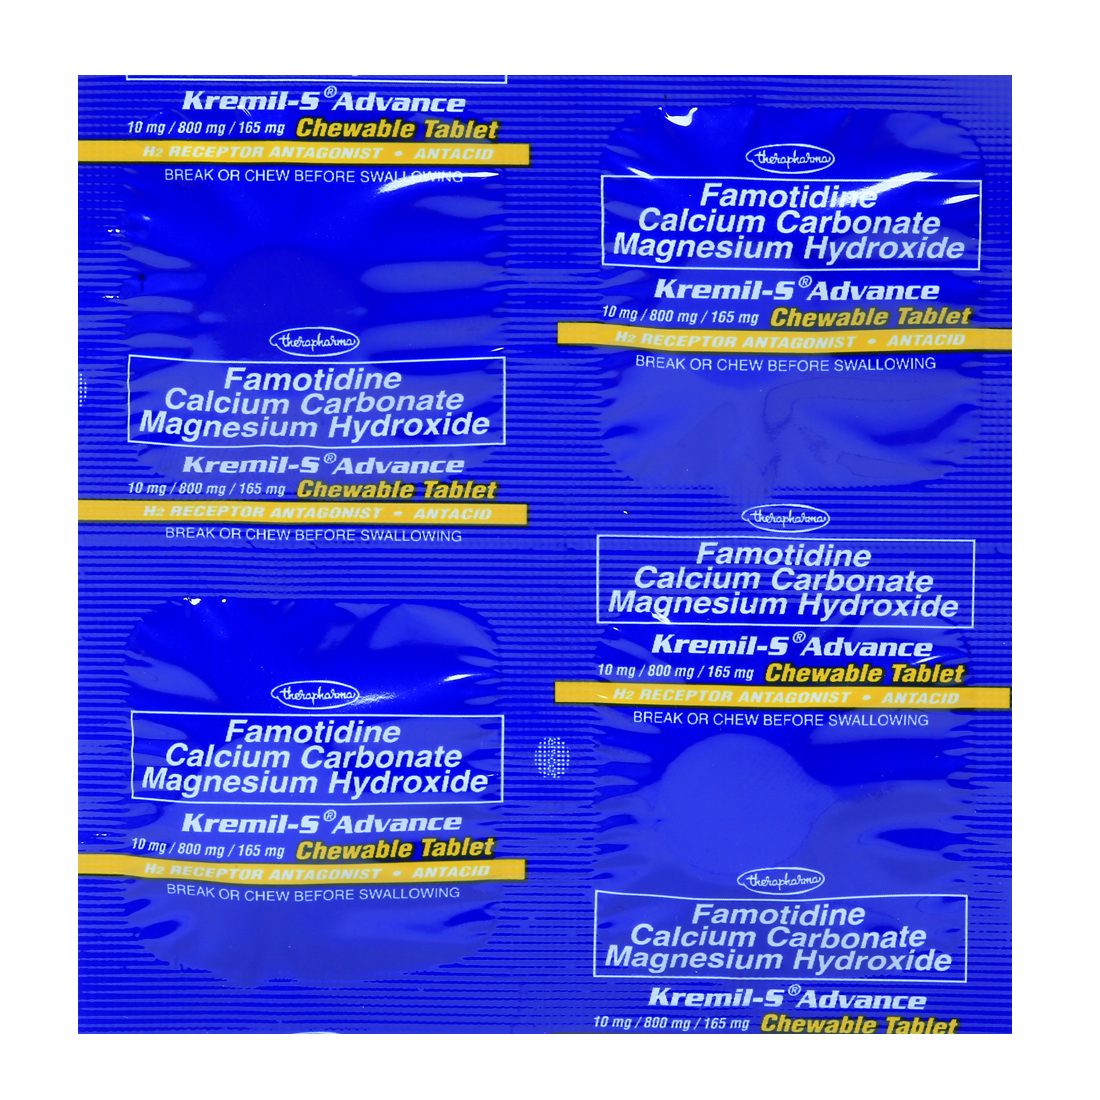 Kremil-S® Advance
10 mg / 800 mg / 165 mg Chewable Tablet
H2 RECEPTOR ANTAGONIST • ANTACID
BREAK OR CHEW BEFORE SWALLOWING
therapharma
Famotidine
Calcium Carbonate
Magnesium Hydroxide
Kremil-S® Advance
10 mg / 800 mg / 165 mg Chewable Tablet
H2 RECEPTOR ANTAGONIST • ANTACID
BREAK OR CHEW BEFORE SWALLOWING
therapharma
Famotidine
Calcium Carbonate
Magnesium Hydroxide
Kremil-S® Advance
10 mg / 800 mg / 165 mg Chewable Tablet
H2 RECEPTOR ANTAGONIST • ANTACID
BREAK OR CHEW BEFORE SWALLOWING
therapharma
Famotidine
Calcium Carbonate
Magnesium Hydroxide
Kremil-S® Advance
10 mg / 800 mg / 165 mg Chewable Tablet
H2 RECEPTOR ANTAGONIST • ANTACID
BREAK OR CHEW BEFORE SWALLOWING
therapharma
Famotidine
Calcium Carbonate
Magnesium Hydroxide
Kremil-S® Advance
10 mg / 800 mg / 165 mg Chewable Tablet
H2 RECEPTOR ANTAGONIST • ANTACID
BREAK OR CHEW BEFORE SWALLOWING
therapharma
Famotidine
Calcium Carbonate
Magnesium Hydroxide
Kremil-S® Advance
10 mg / 800 mg / 165 mg Chewable Tablet